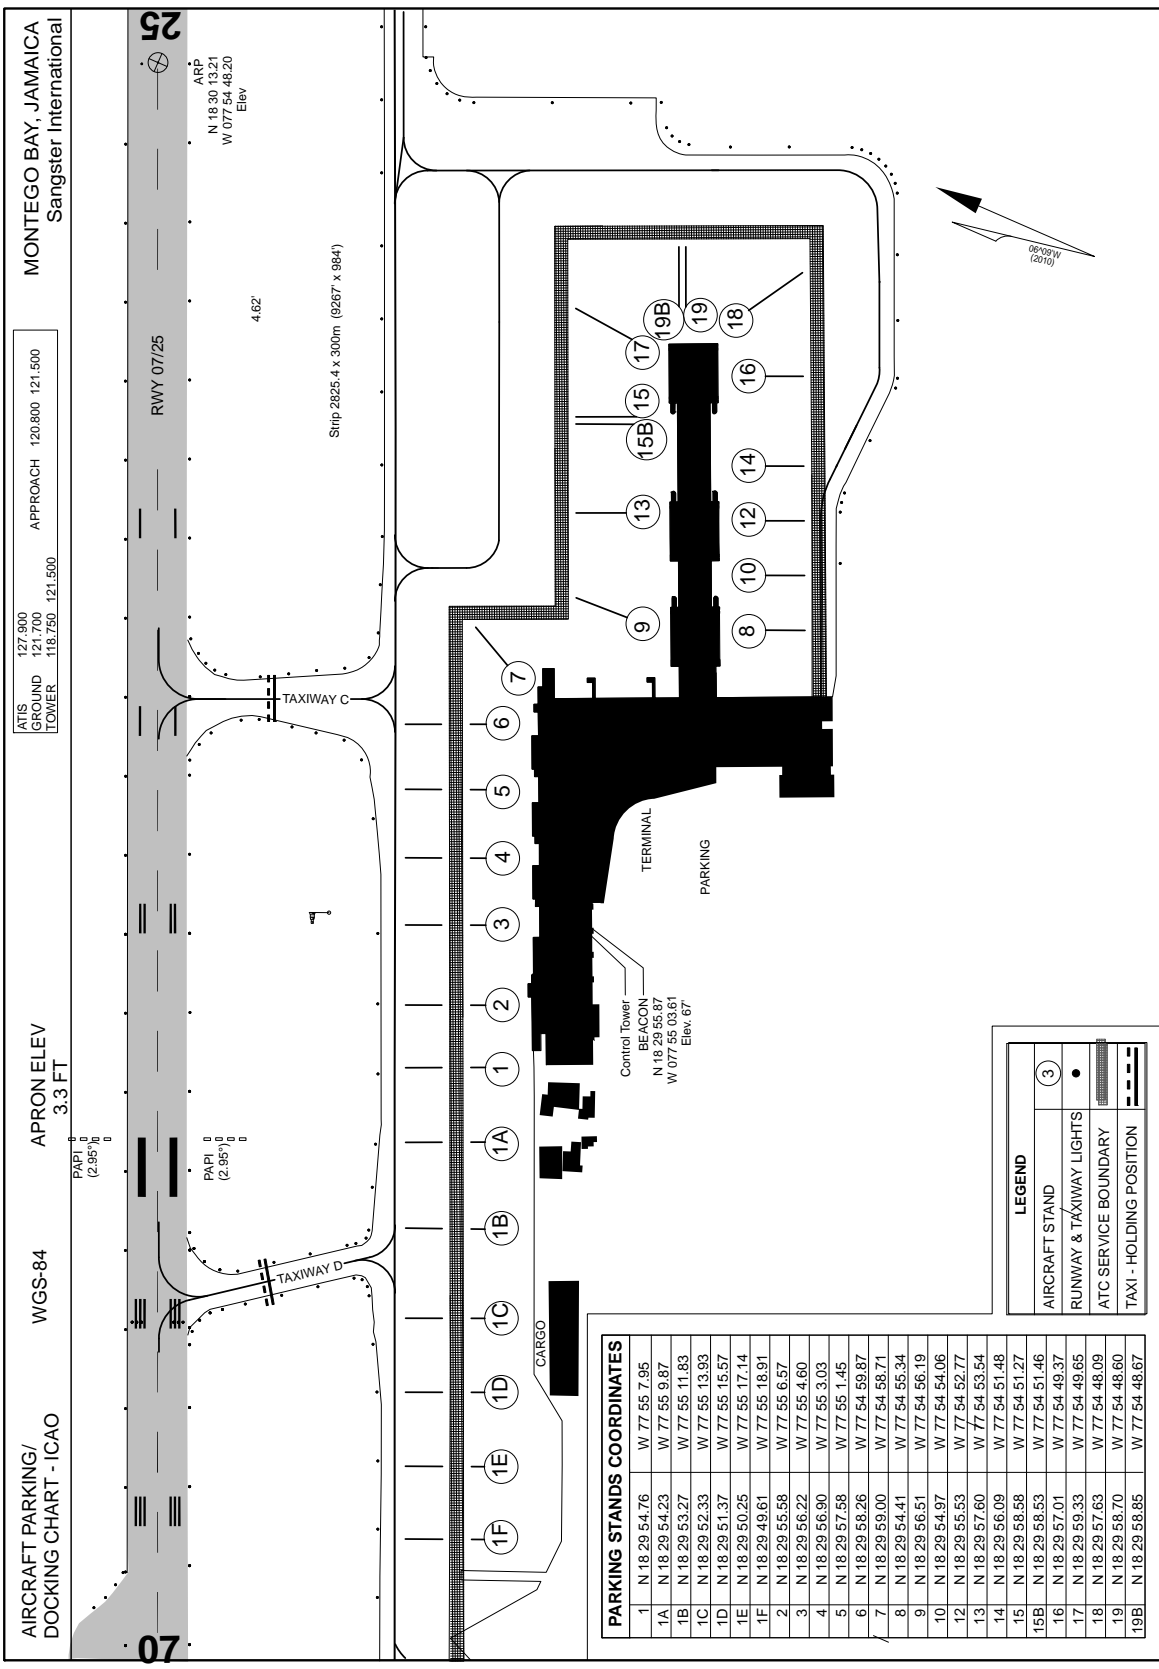 AIRCRAFT PARKING/
DOCKING CHART - ICAO
WGS-84
APRON ELEV
3.3 FT
ATIS 127.900
GROUND 121.700 APPROACH 120.800 121.500
TOWER 118.750 121.500
MONTEGO BAY, JAMAICA
Sangster International
07
25
RWY 07/25
ARP
N 18 30 13.21
W 077 54 48.20
Elev
PAPI
(2.95°)
PAPI
(2.95°)
4.62'
Strip 2825.4 x 300m (9267' x 984')
TAXIWAY D
TAXIWAY C
1F
1E
1D
1C
1B
1A
1
2
3
4
5
6
7
9
13
15B
15
17
19B
19
18
8
10
12
14
16
CARGO
Control Tower
BEACON
N 18 29 55.87
W 077 55 03.61
Elev. 67'
TERMINAL
PARKING
06°09'W
(2010)
PARKING STANDS COORDINATES
1 N 18 29 54.76 W 77 55 7.95
1A N 18 29 54.23 W 77 55 9.87
1B N 18 29 53.27 W 77 55 11.83
1C N 18 29 52.33 W 77 55 13.93
1D N 18 29 51.37 W 77 55 15.57
1E N 18 29 50.25 W 77 55 17.14
1F N 18 29 49.61 W 77 55 18.91
2 N 18 29 55.58 W 77 55 6.57
3 N 18 29 56.22 W 77 55 4.60
4 N 18 29 56.90 W 77 55 3.03
5 N 18 29 57.58 W 77 55 1.45
6 N 18 29 58.26 W 77 54 59.87
7 N 18 29 59.00 W 77 54 58.71
8 N 18 29 54.41 W 77 54 55.34
9 N 18 29 56.51 W 77 54 56.19
10 N 18 29 54.97 W 77 54 54.06
12 N 18 29 55.53 W 77 54 52.77
13 N 18 29 57.60 W 77 54 53.54
14 N 18 29 56.09 W 77 54 51.48
15 N 18 29 58.58 W 77 54 51.27
15B N 18 29 58.53 W 77 54 51.46
16 N 18 29 57.01 W 77 54 49.37
17 N 18 29 59.33 W 77 54 49.65
18 N 18 29 57.63 W 77 54 48.09
19 N 18 29 58.70 W 77 54 48.60
19B N 18 29 58.85 W 77 54 48.67
LEGEND
AIRCRAFT STAND 3
RUNWAY & TAXIWAY LIGHTS
ATC SERVICE BOUNDARY
TAXI - HOLDING POSITION